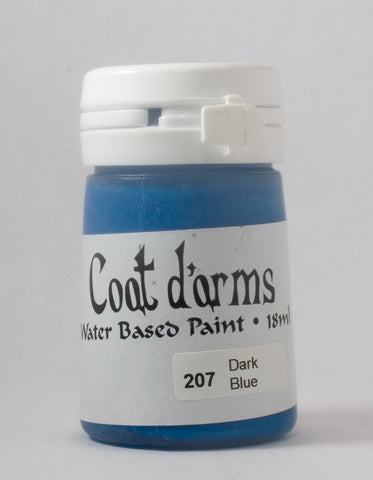 Coat d'arms
Water Based Paint • 18ml
207 Dark
Blue